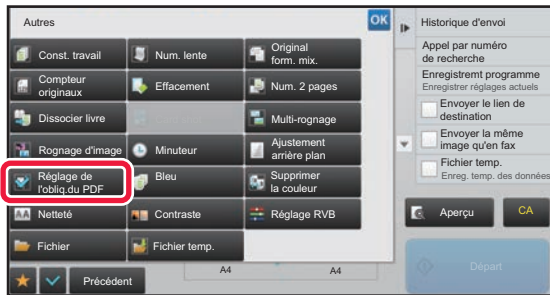 Autres
OK
Const. travail
Num. lente
Original
form. mix.
Compteur
originaux
Effacement
Num. 2 pages
Dissocier livre
Multi-rognage
Rognage d'image
Minuteur
Ajustement
arrière plan
Réglage de
l'obliq.du PDF
Bleu
Supprimer
la couleur
Netteté
Contraste
Réglage RVB
Fichier
Fichier temp.
Précédent
A4
A4
Historique d'envoi
Appel par numéro
de recherche
Enregistremt programme
Enregistrer réglages actuels
Envoyer le lien de
destination
Envoyer la même
image qu'en fax
Fichier temp.
Enreg. temp. des données
Aperçu
CA
Départ